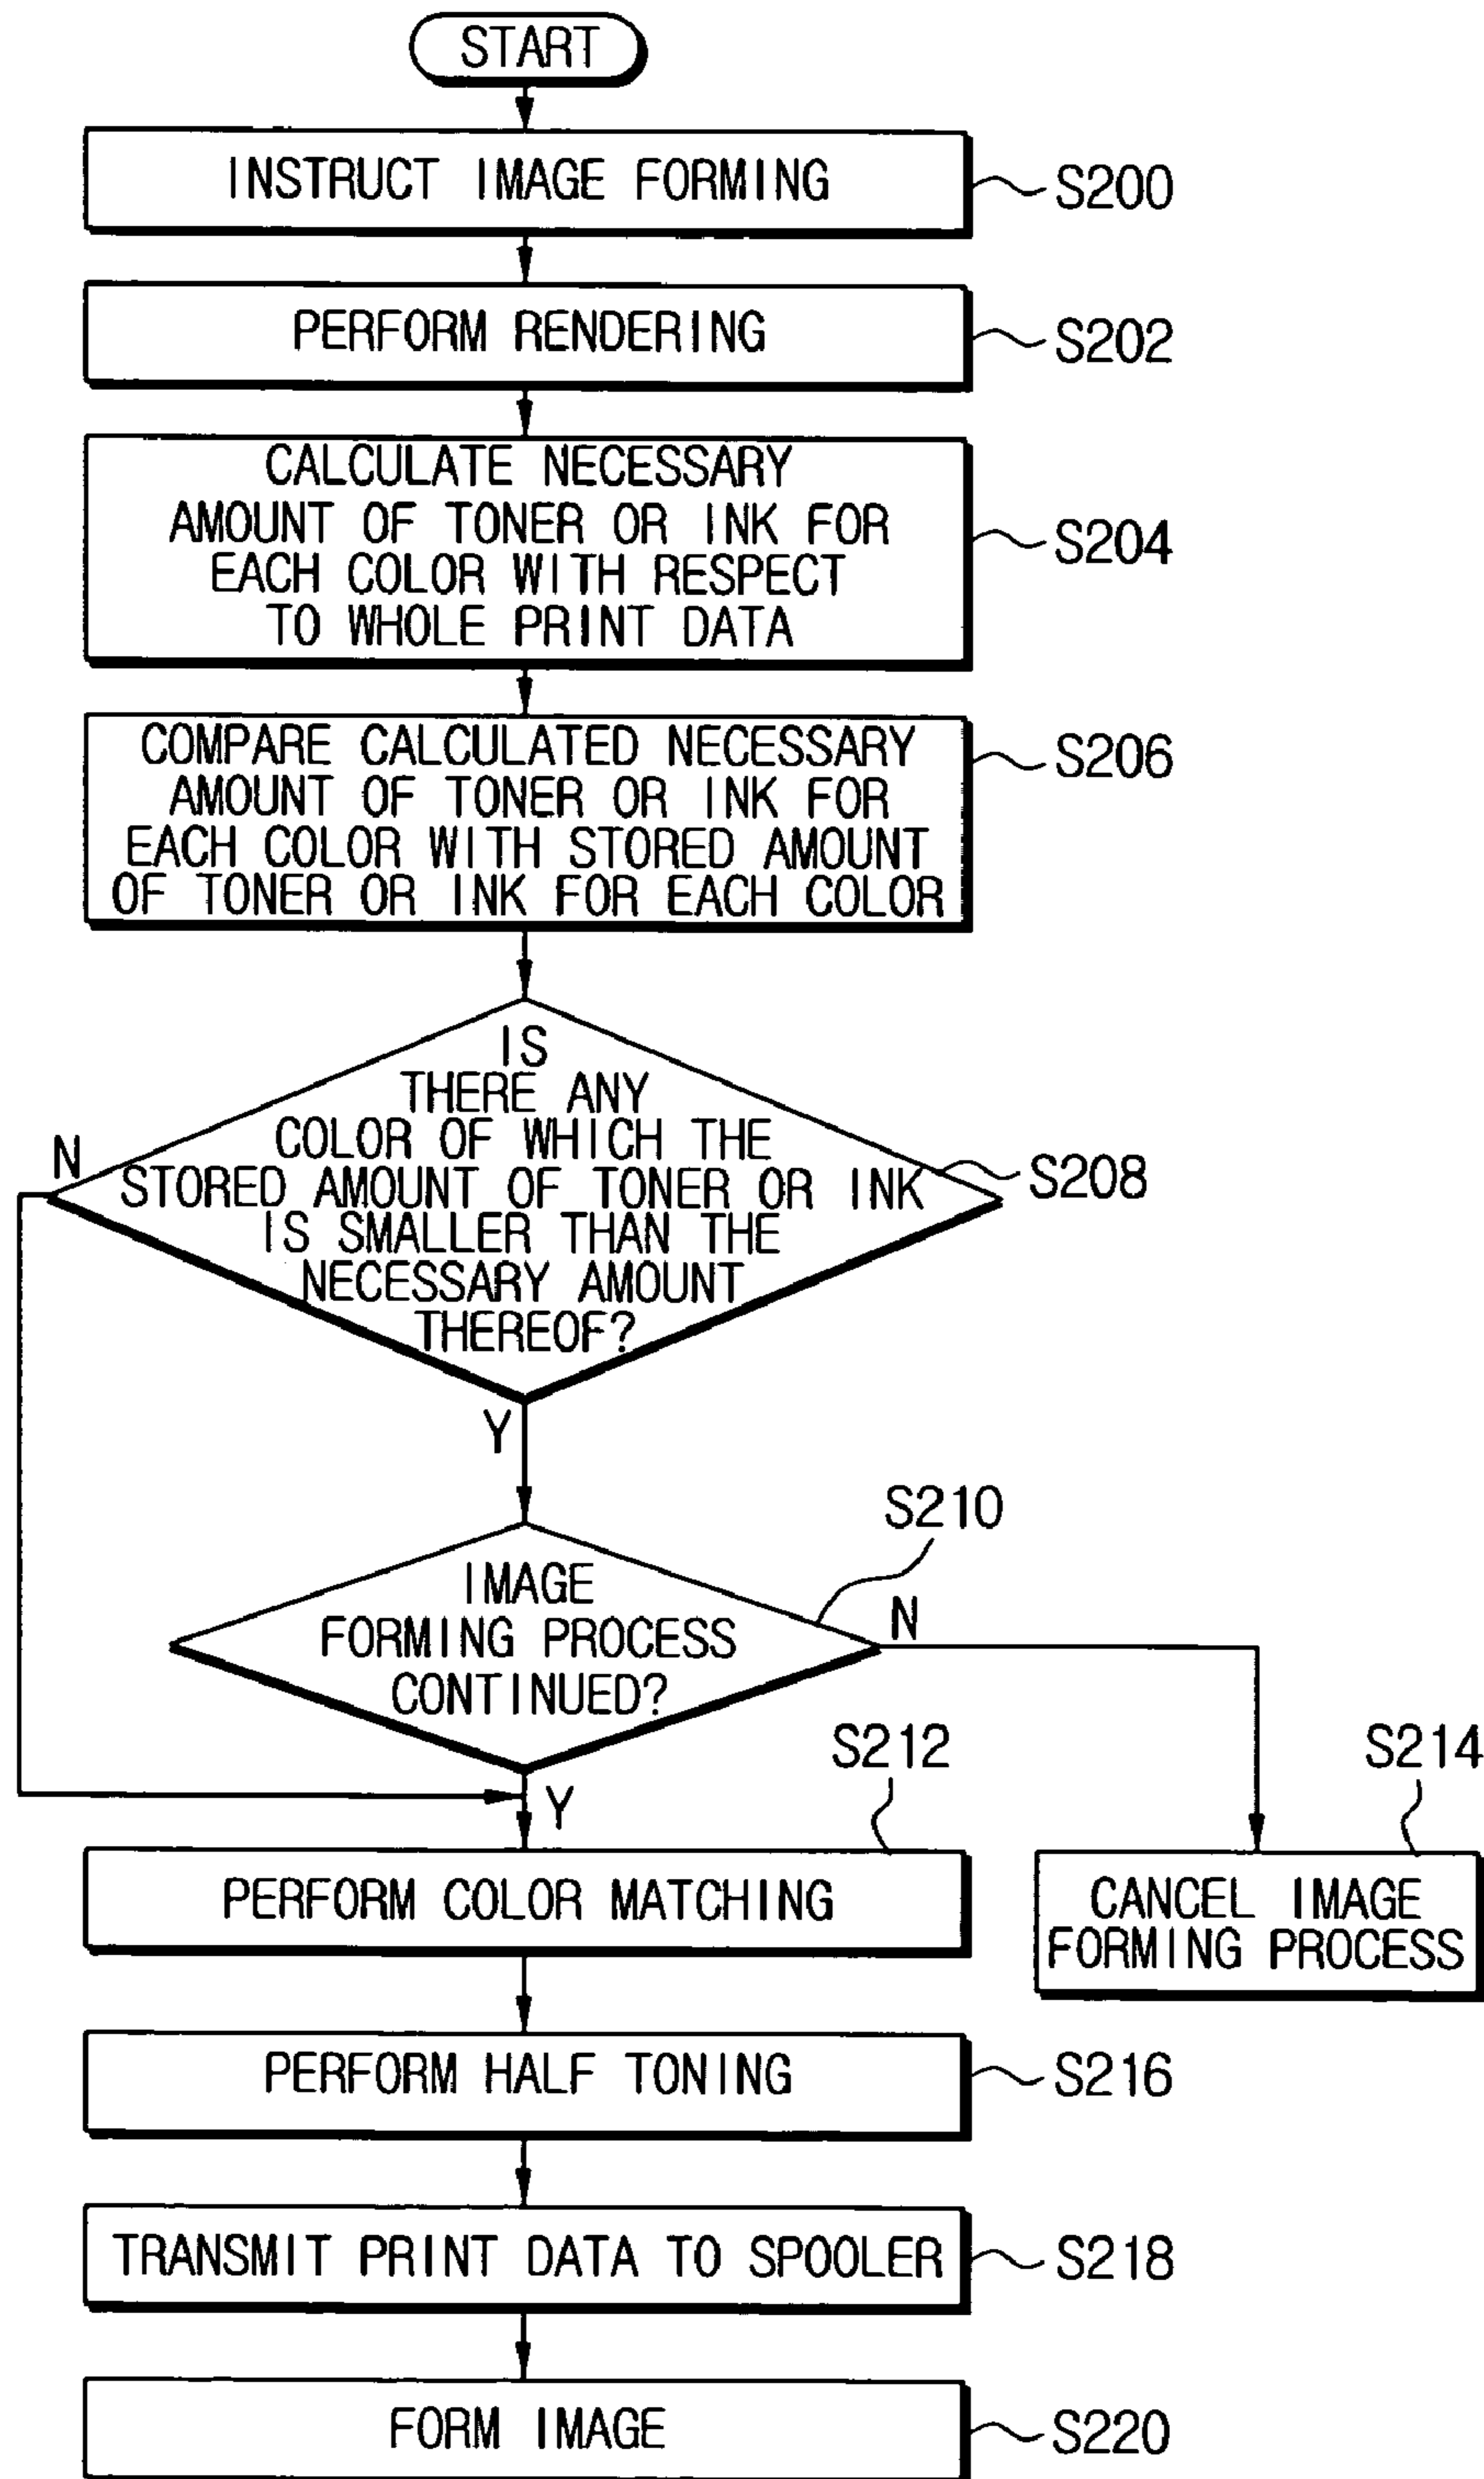 START
INSTRUCT IMAGE FORMING
S200
PERFORM RENDERING
S202
CALCULATE NECESSARY
AMOUNT OF TONER OR INK FOR
EACH COLOR WITH RESPECT
TO WHOLE PRINT DATA
S204
COMPARE CALCULATED NECESSARY
AMOUNT OF TONER OR INK FOR
EACH COLOR WITH STORED AMOUNT
OF TONER OR INK FOR EACH COLOR
S206
IS
THERE ANY
COLOR OF WHICH THE
STORED AMOUNT OF TONER OR INK
IS SMALLER THAN THE
NECESSARY AMOUNT
THEREOF?
N
S208
Y
S210
IMAGE
FORMING PROCESS
CONTINUED?
N
Y
S212
S214
PERFORM COLOR MATCHING
CANCEL IMAGE
FORMING PROCESS
PERFORM HALF TONING
S216
TRANSMIT PRINT DATA TO SPOOLER
S218
FORM IMAGE
S220